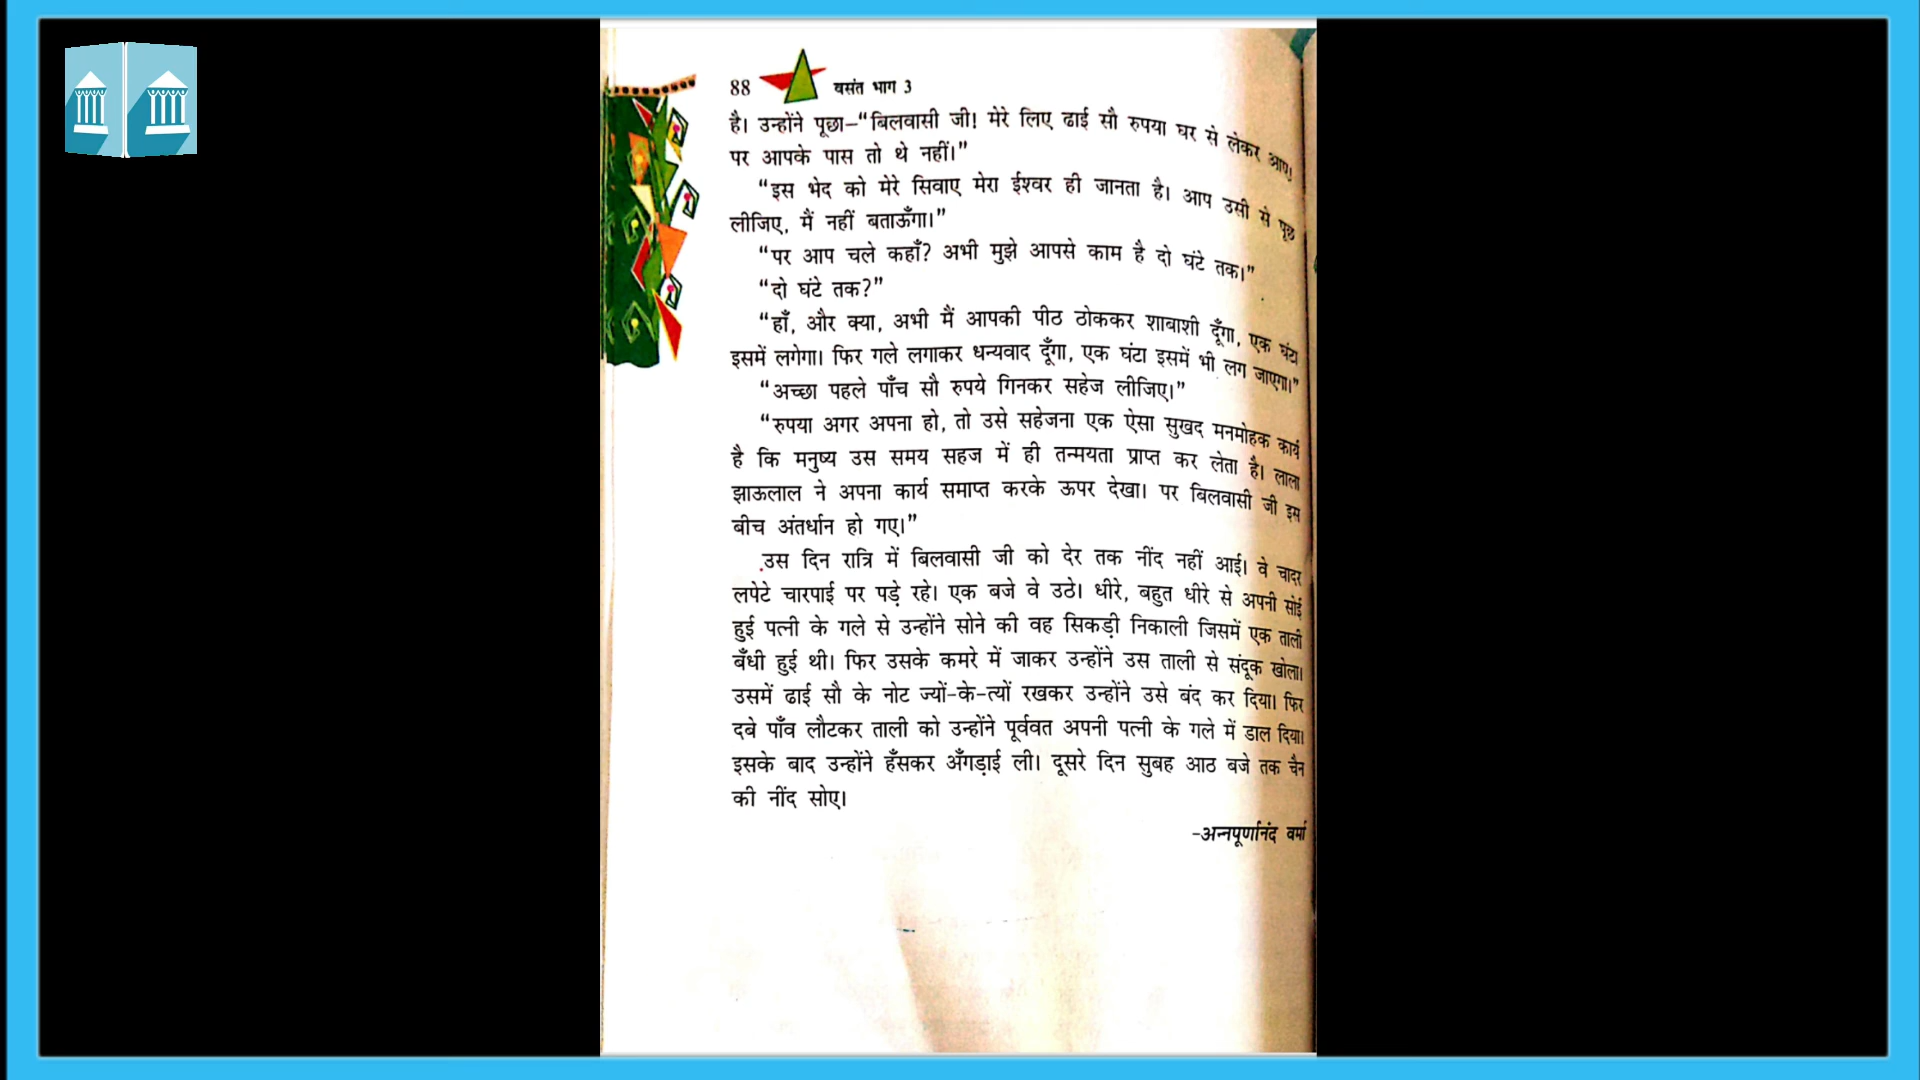 88 वसंत भाग 3
है। उन्होंने पूछा–“बिलवासी जी! मेरे लिए ढाई सौ रुपया घर से लेकर आए!
पर आपके पास तो थे नहीं।”
“इस भेद को मेरे सिवाए मेरा ईश्वर ही जानता है। आप उसी से पूछ
लीजिए, मैं नहीं बताऊँगा।”
“पर आप चले कहाँ? अभी मुझे आपसे काम है दो घंटे तक।”
“दो घंटे तक?”
“हाँ, और क्या, अभी मैं आपकी पीठ ठोककर शाबाशी दूँगा, एक घंटा
इसमें लगेगा। फिर गले लगाकर धन्यवाद दूँगा, एक घंटा इसमें भी लग जाएगा।”
“अच्छा पहले पाँच सौ रुपये गिनकर सहेज लीजिए।”
“रुपया अगर अपना हो, तो उसे सहेजना एक ऐसा सुखद मनमोहक कार्य
है कि मनुष्य उस समय सहज में ही तन्मयता प्राप्त कर लेता है। लाला
झाऊलाल ने अपना कार्य समाप्त करके ऊपर देखा। पर बिलवासी जी इस
बीच अंतर्धान हो गए।”
उस दिन रात्रि में बिलवासी जी को देर तक नींद नहीं आई। वे चादर
लपेटे चारपाई पर पड़े रहे। एक बजे वे उठे। धीरे, बहुत धीरे से अपनी सोई
हुई पत्नी के गले से उन्होंने सोने की वह सिकड़ी निकाली जिसमें एक ताली
बँधी हुई थी। फिर उसके कमरे में जाकर उन्होंने उस ताली से संदूक खोला।
उसमें ढाई सौ के नोट ज्यों-के-त्यों रखकर उन्होंने उसे बंद कर दिया। फिर
दबे पाँव लौटकर ताली को उन्होंने पूर्ववत अपनी पत्नी के गले में डाल दिया।
इसके बाद उन्होंने हँसकर अँगड़ाई ली। दूसरे दिन सुबह आठ बजे तक चैन
की नींद सोए।
–अन्नपूर्णानंद वर्मा